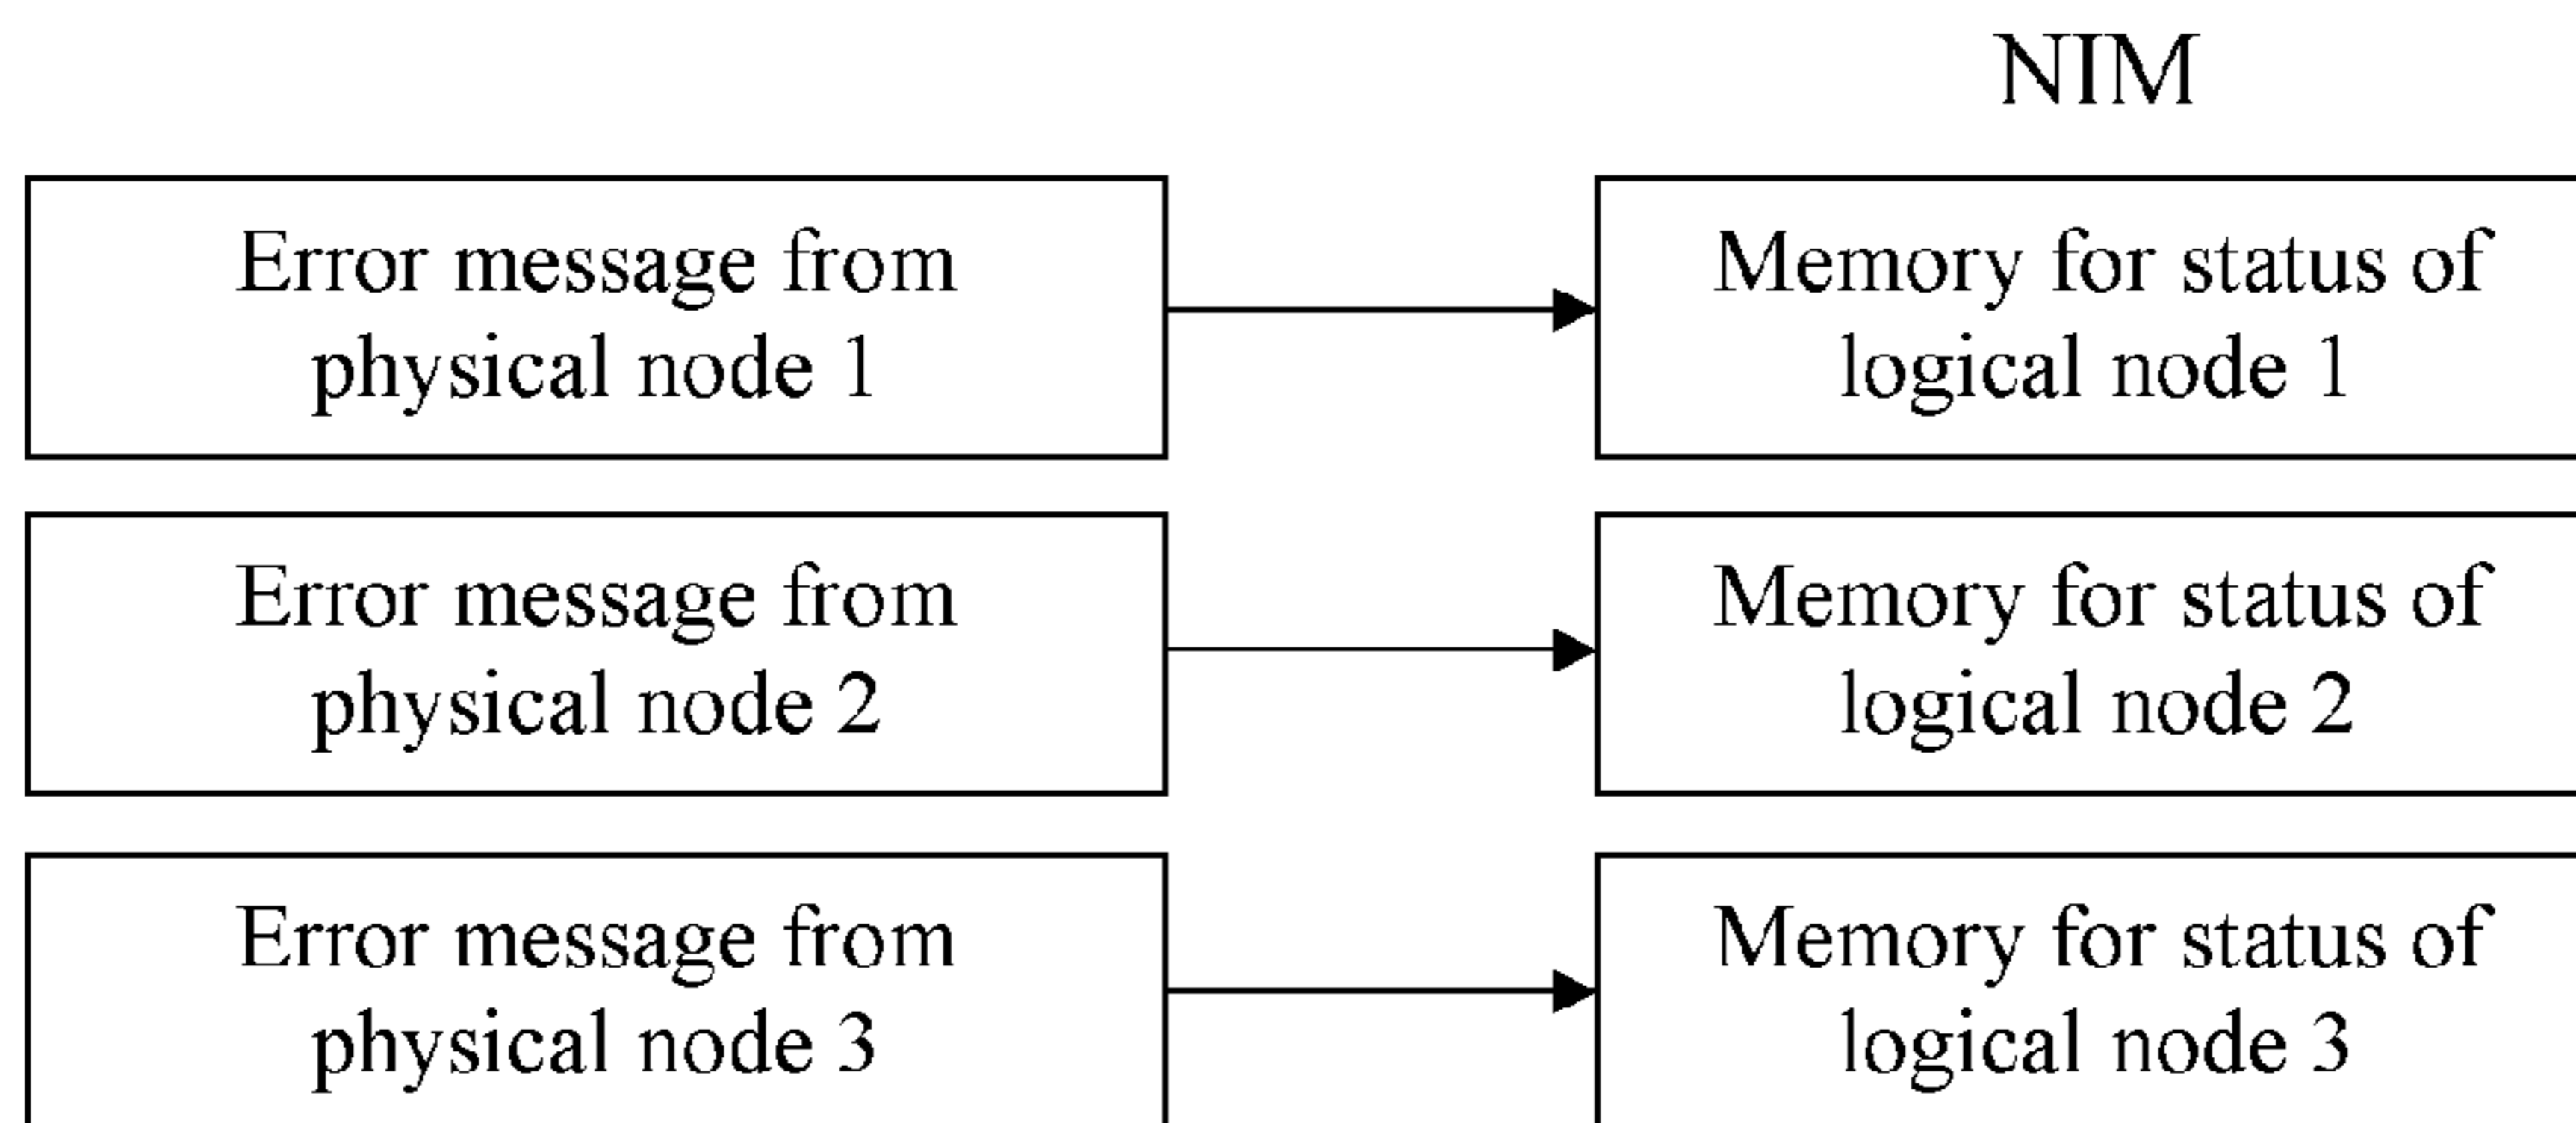 NIM
Error message from
physical node 1
Memory for status of
logical node 1
Error message from
physical node 2
Memory for status of
logical node 2
Error message from
physical node 3
Memory for status of
logical node 3